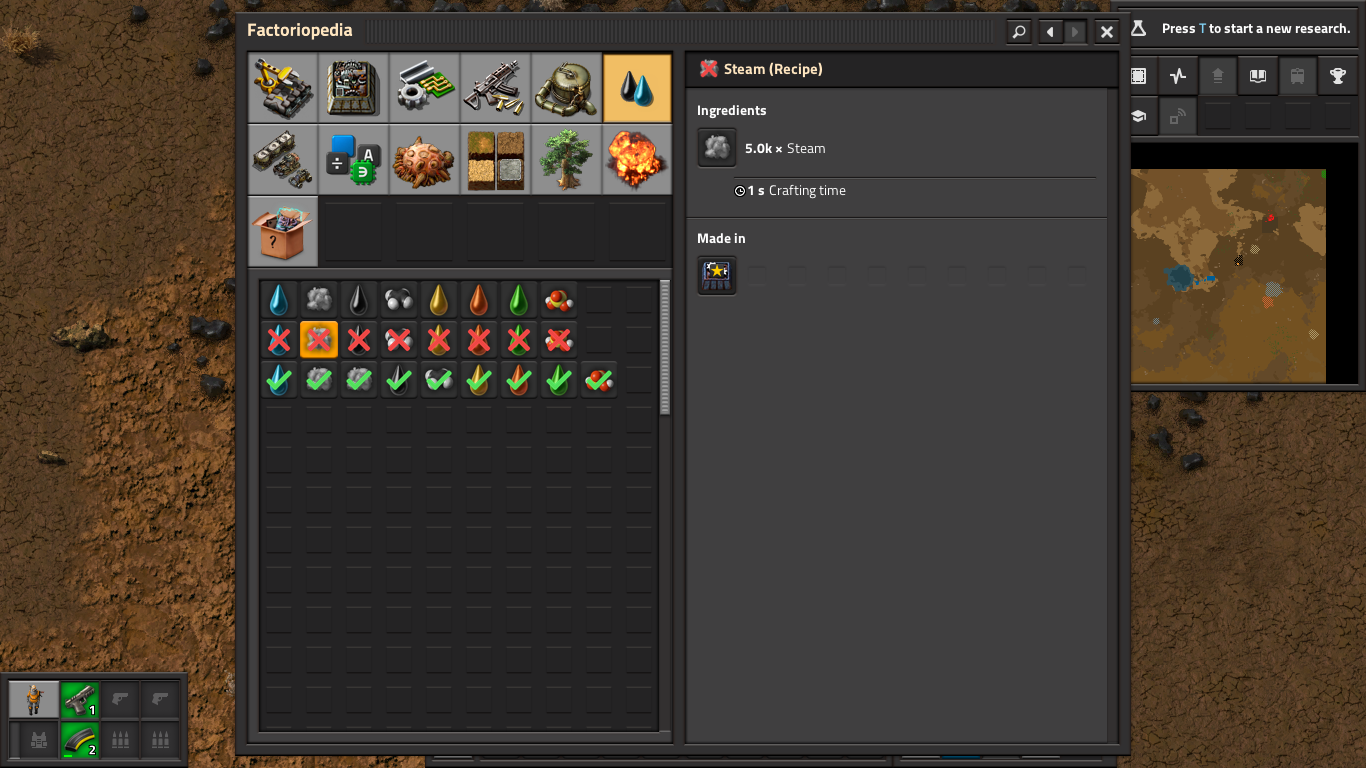 Factoriopedia
Press T to start a new research.
Steam (Recipe)
Ingredients
5.0k × Steam
1 s Crafting time
Made in
÷
A
Э
?
1
2